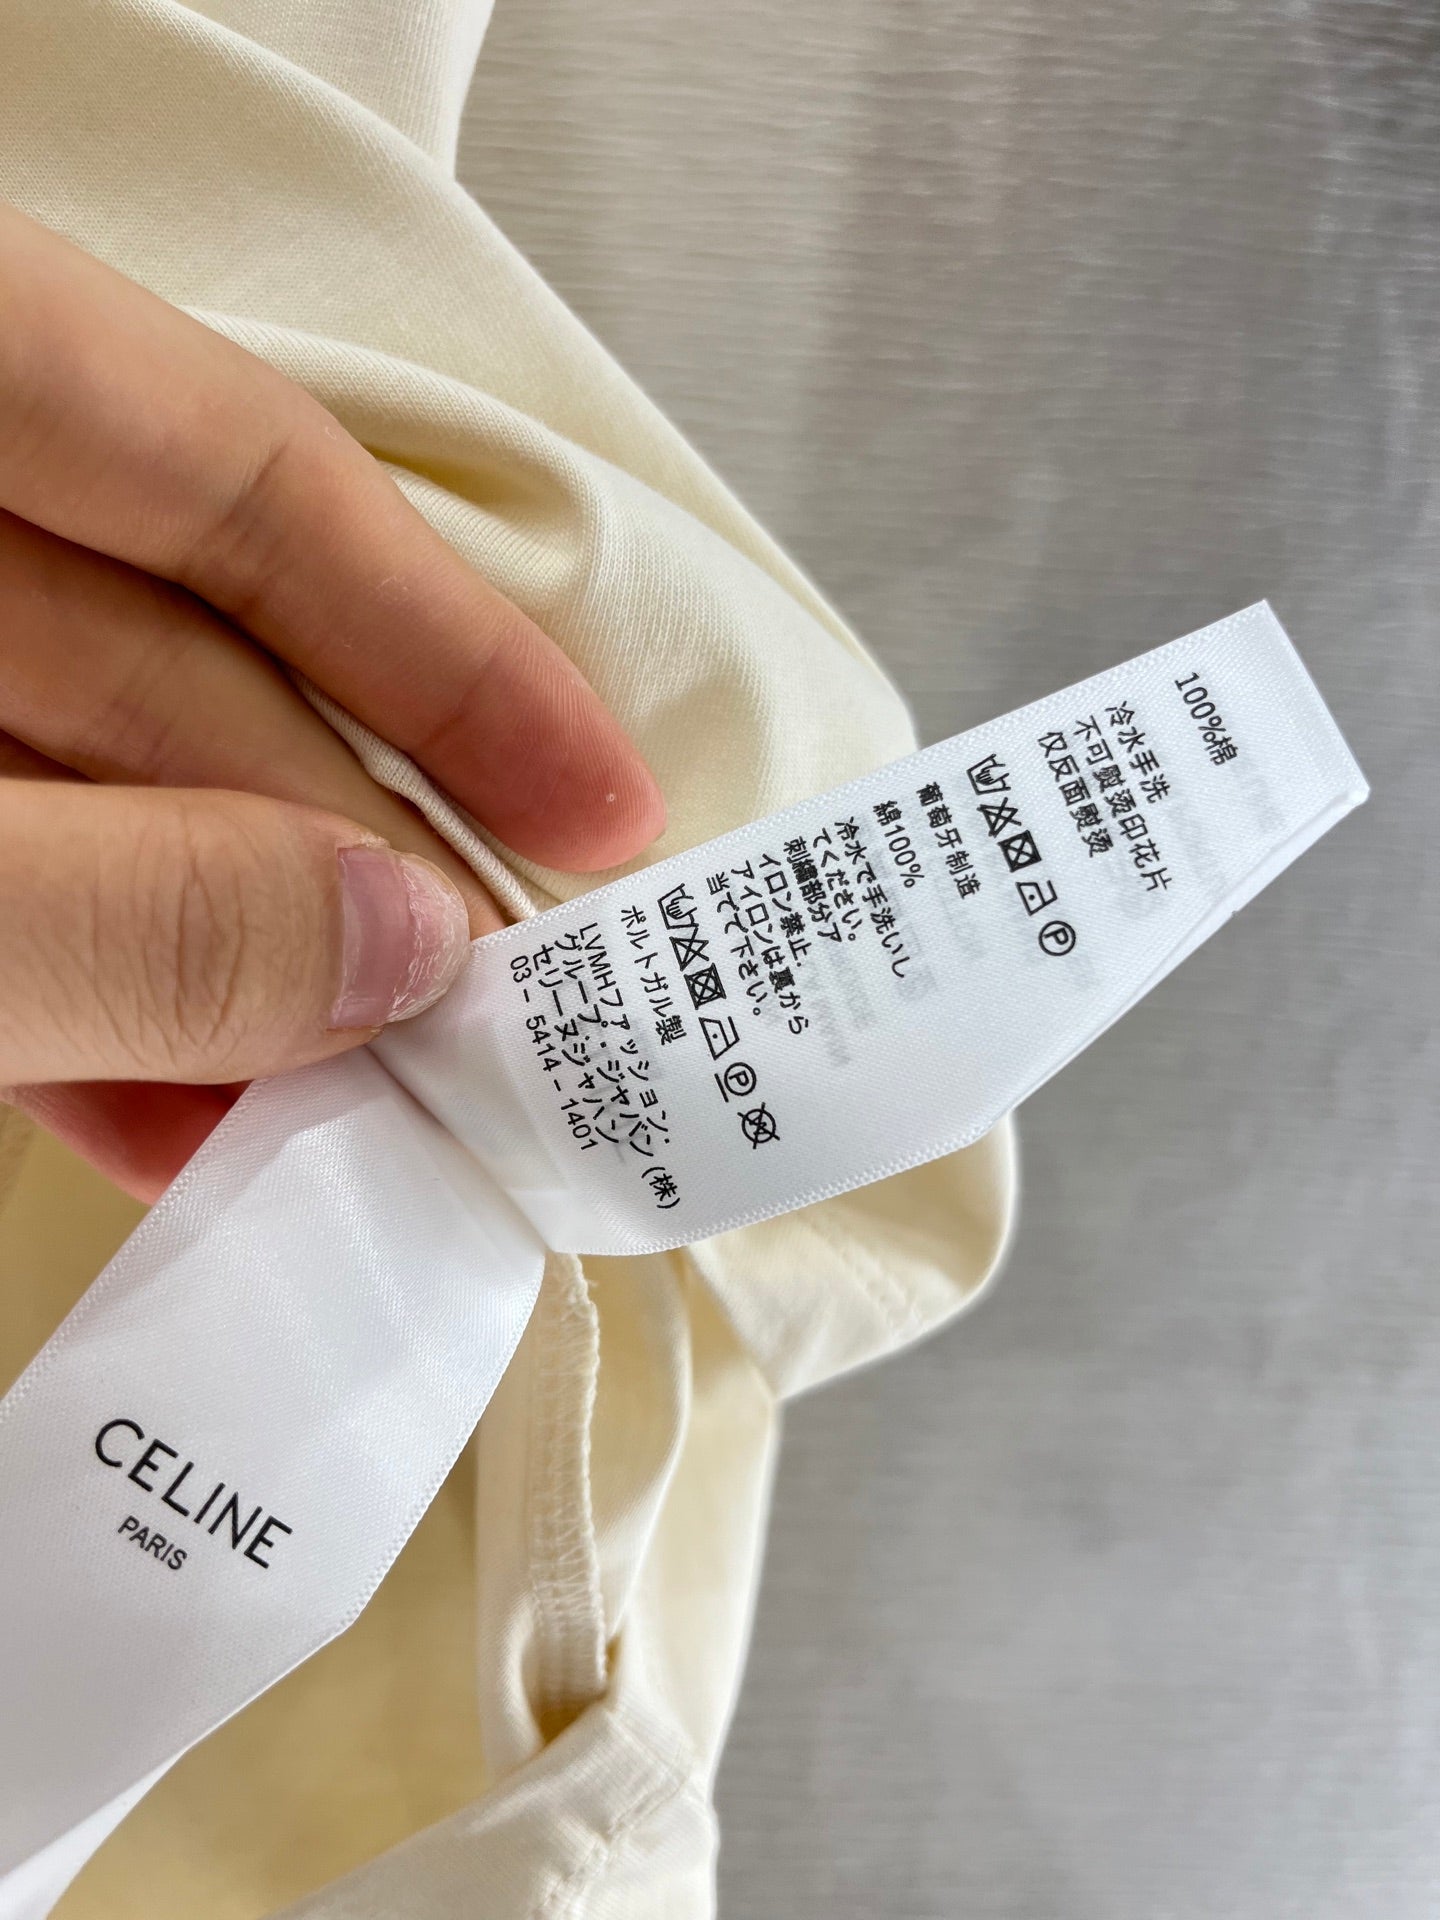 100%棉
冷水手洗
不可熨烫印花片
仅反面熨烫
P
葡萄牙制造
綿100%
冷水で手洗いし
てください。
刺繡部分ア
イロン禁止.
アイロンは裏から
当てて下さい。
P
W
ポルトガル製
LVMHファッション·
グループ·ジャパン (株)
セリーヌジャパン
03-5414-1401
CELINE
PARIS